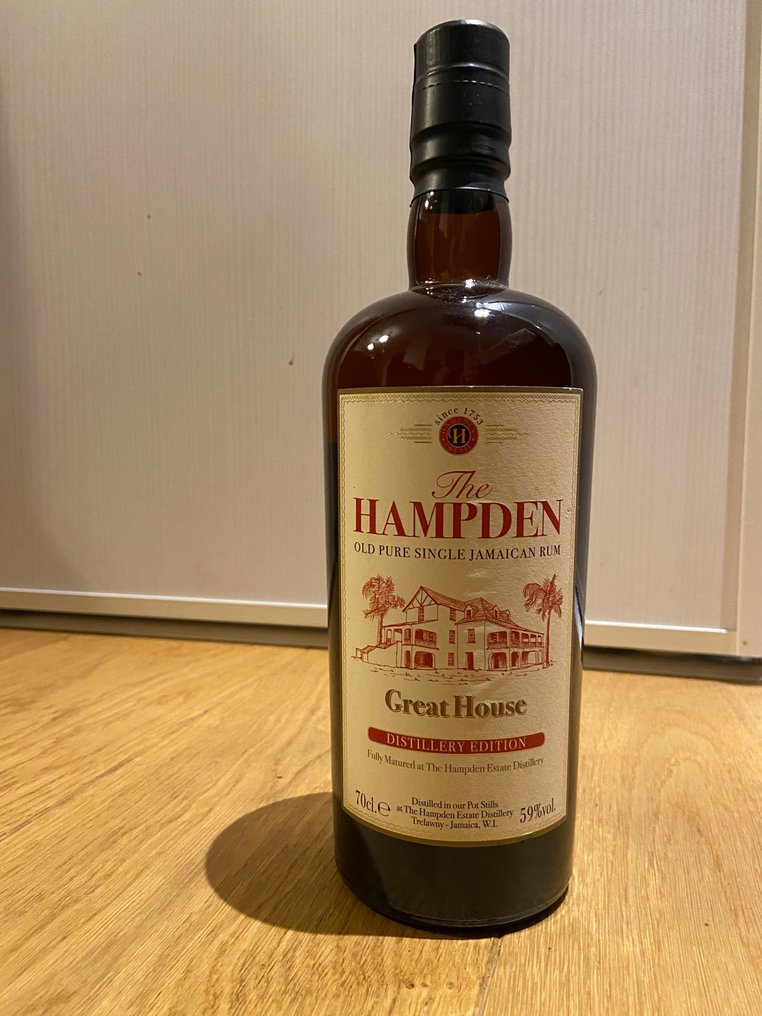 since 1753
H
The
HAMPDEN
OLD PURE SINGLE JAMAICAN RUM
Great House
DISTILLERY EDITION
Fully Matured at The Hampden Estate Distillery
70cl.℮
Distilled in our Pot Stills
at The Hampden Estate Distillery
Trelawny - Jamaica, W.I.
59%vol.